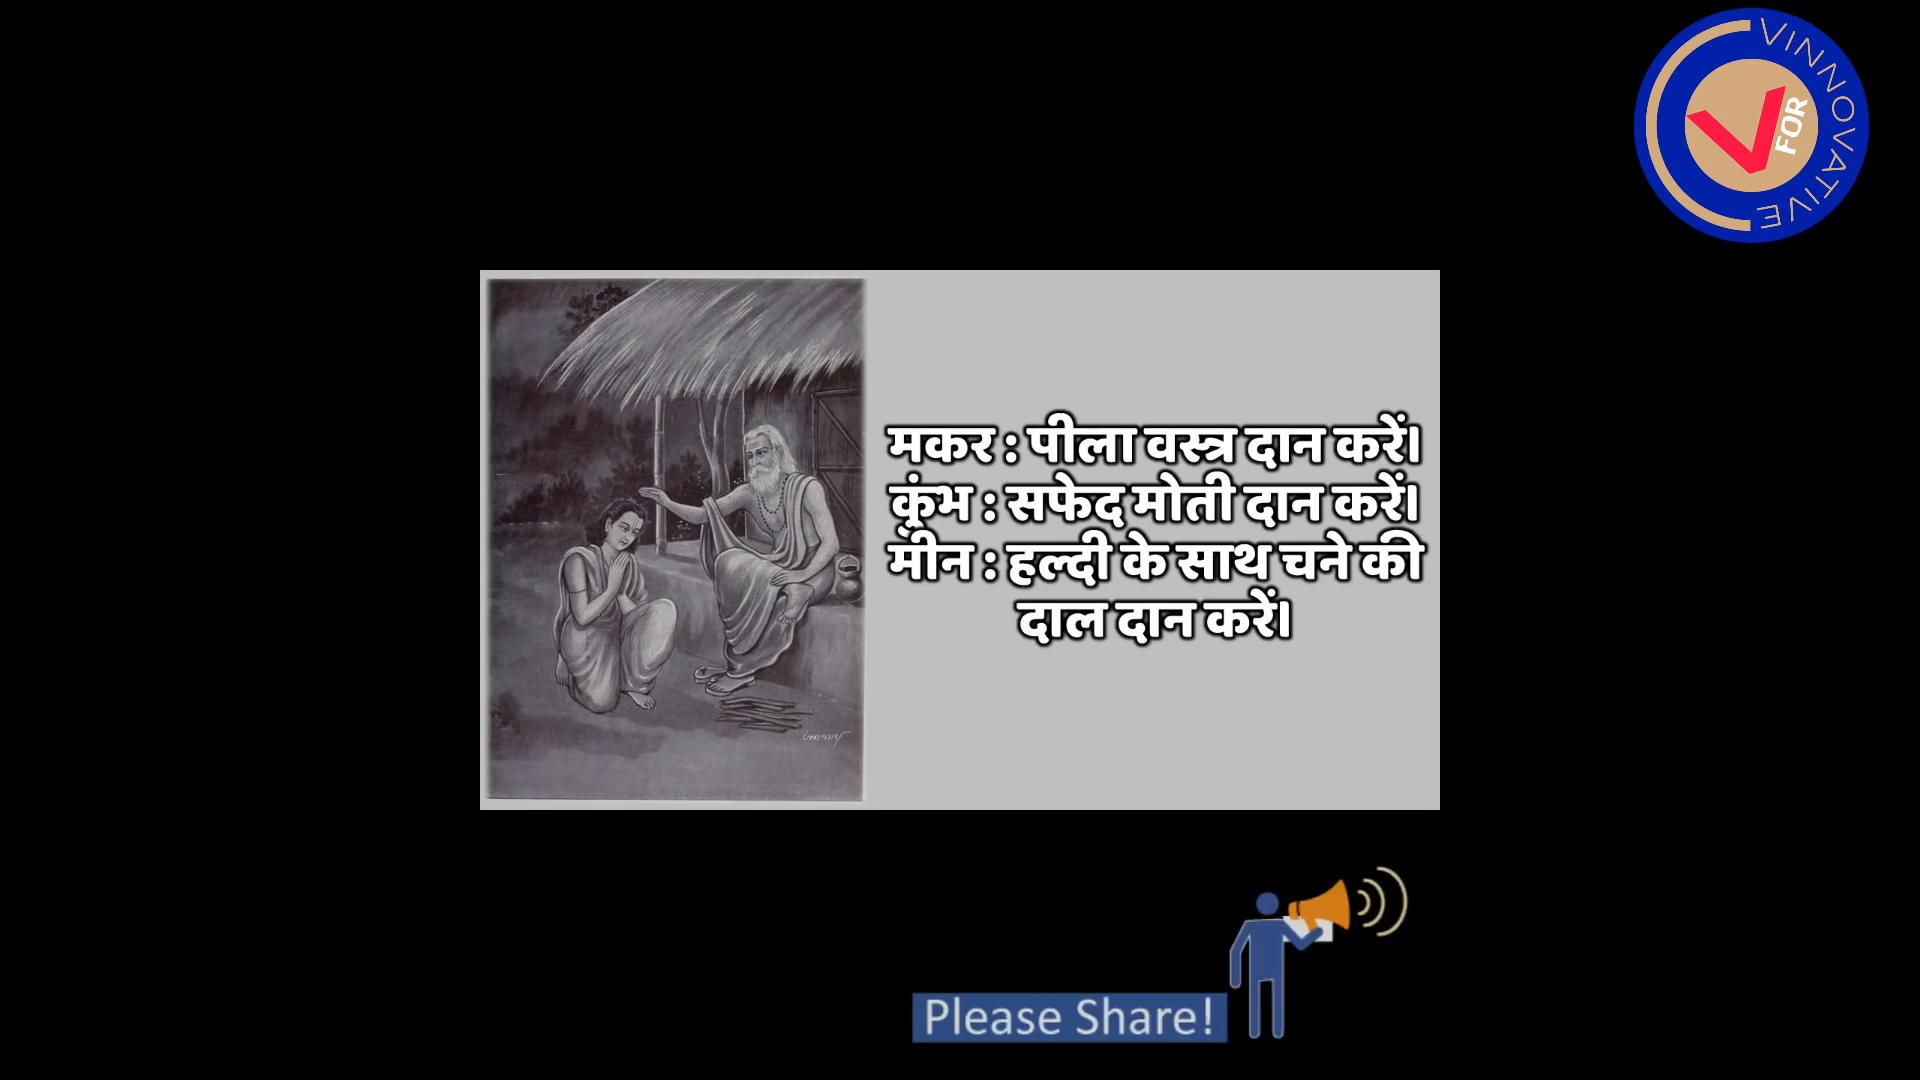 VINNOVATIVE
V FOR
मकर : पीला वस्त्र दान करें।
कुंभ : सफेद मोती दान करें।
मीन : हल्दी के साथ चने की
दाल दान करें।
Please Share!